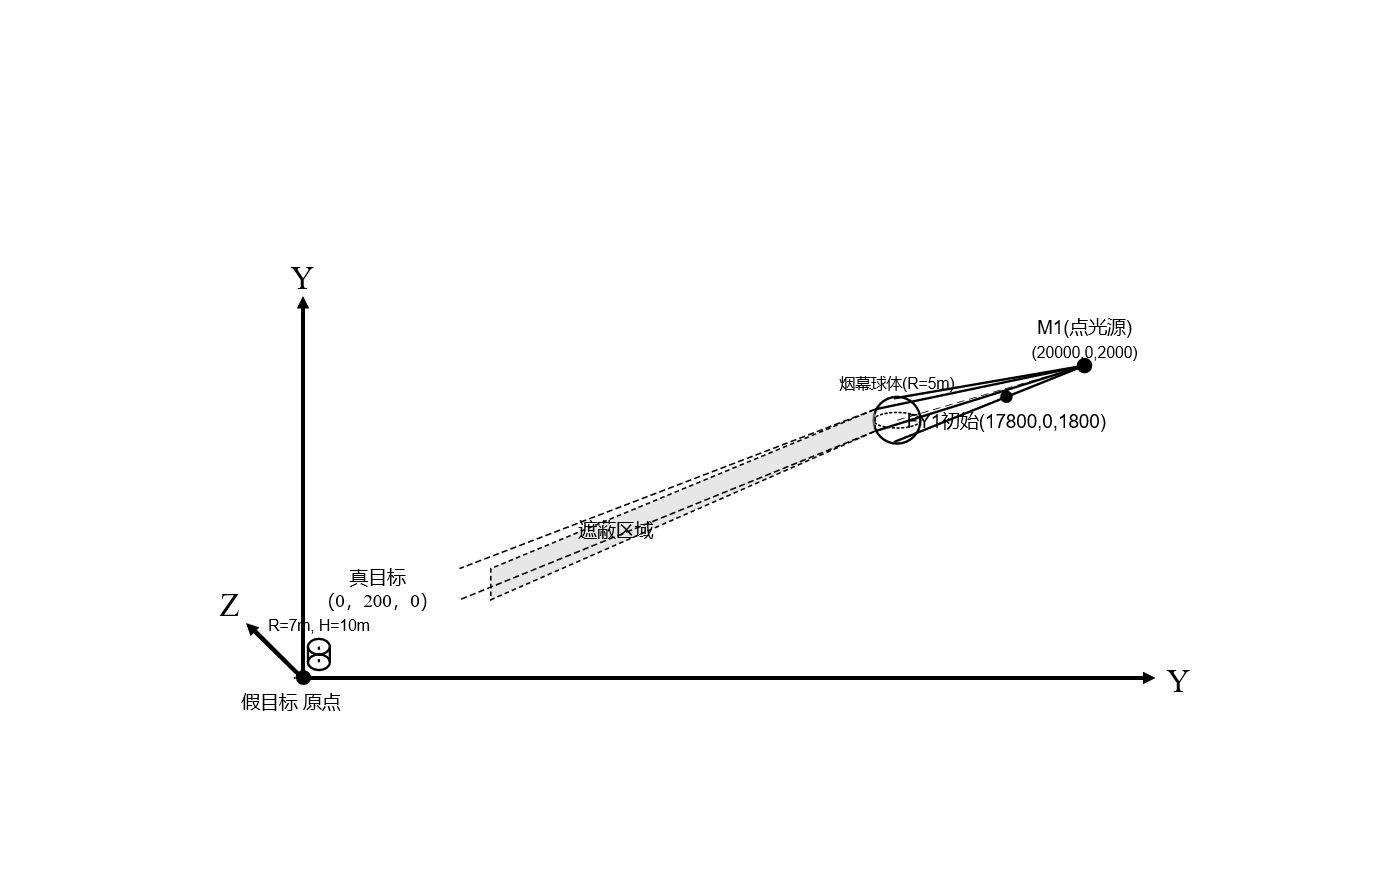 Y
M1(点光源)
(20000,0,2000)
烟幕球体(R=5m)
FY1初始(17800,0,1800)
遮蔽区域
真目标
(0，200，0)
Z
R=7m, H=10m
Y
假目标 原点